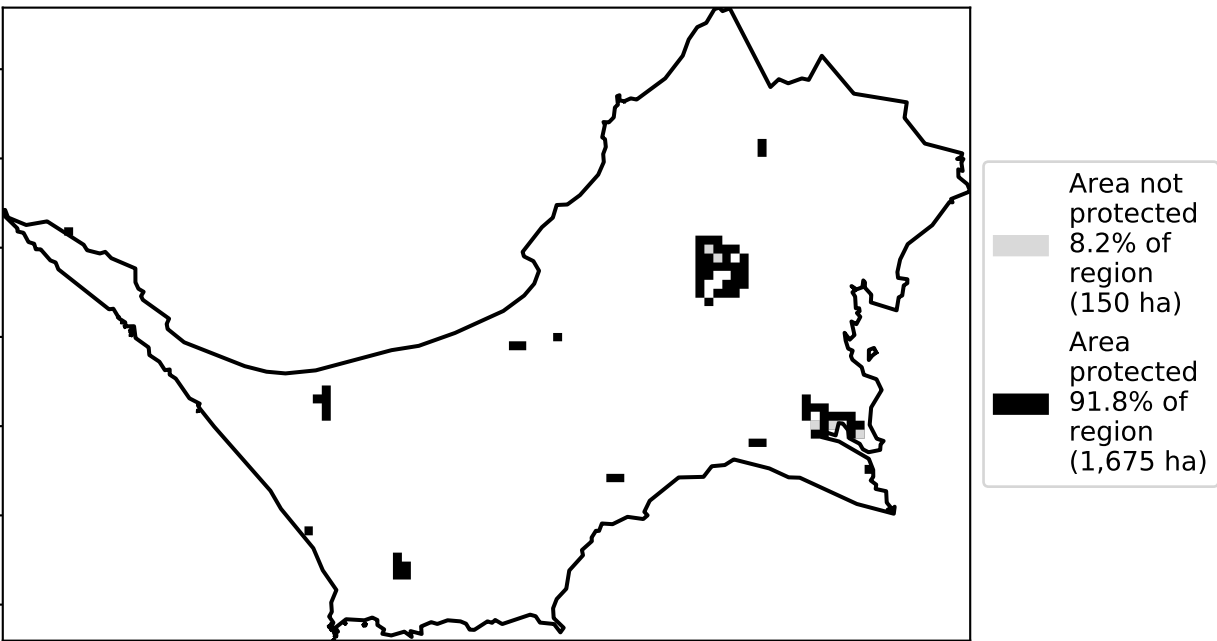 Area not
protected
8.2% of
region
(150 ha)
Area
protected
91.8% of
region
(1,675 ha)